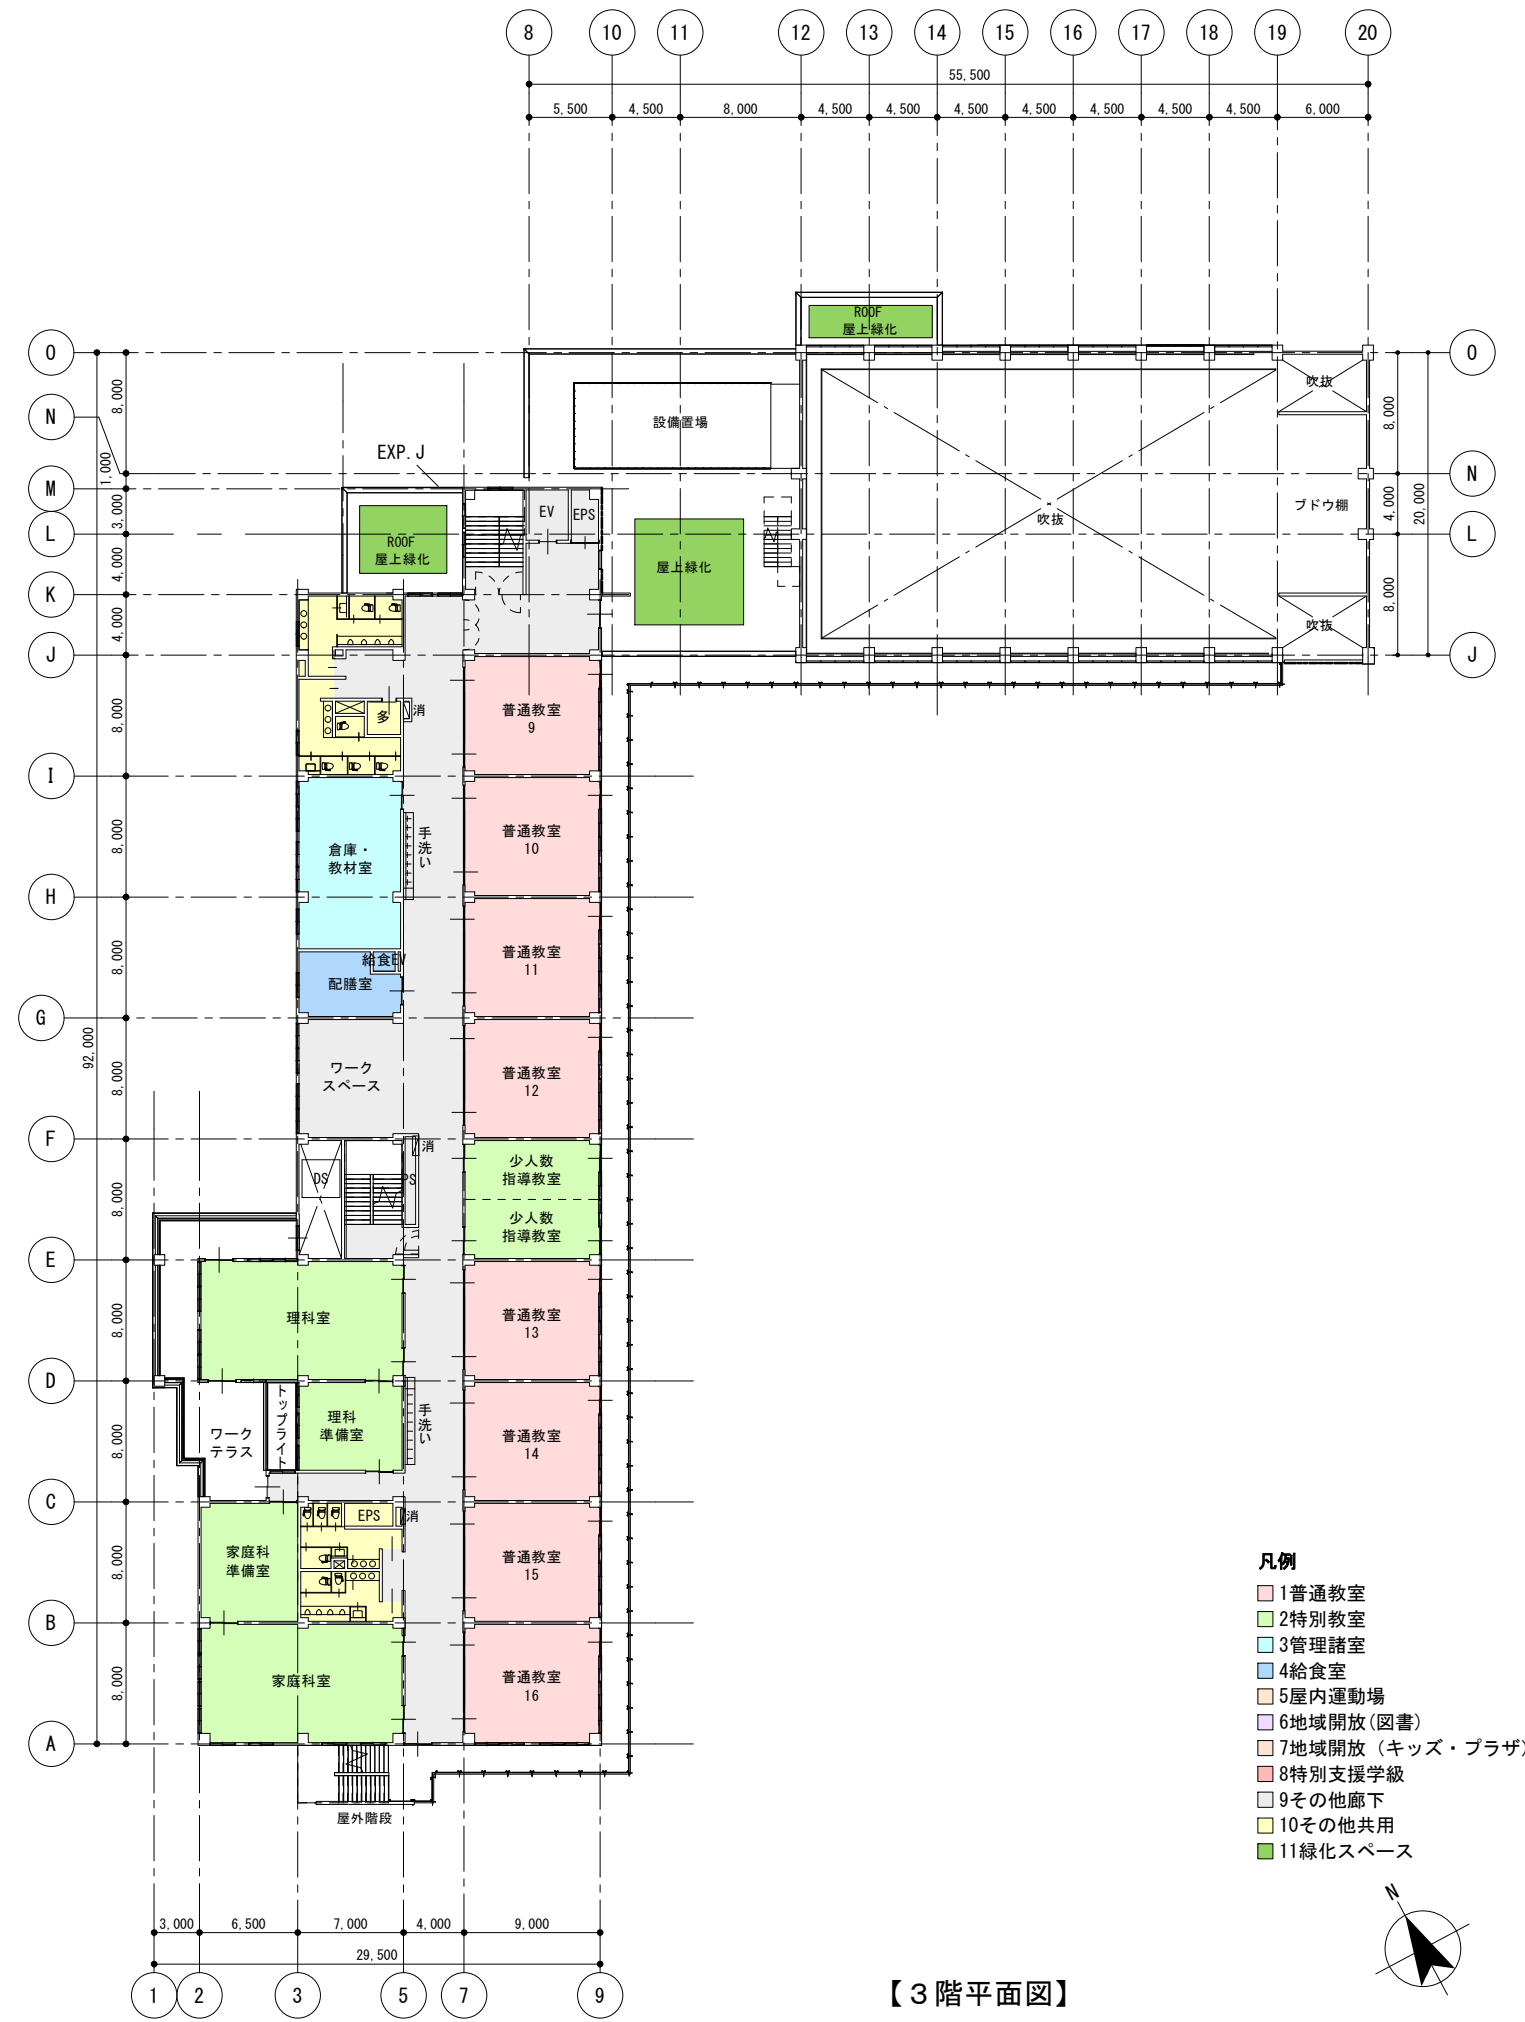 8 10 11 12 13 14 15 16 17 18 19 20
55,500
5,500 4,500 8,000 4,500 4,500 4,500 4,500 4,500 4,500 4,500 6,000
ROOF
屋上緑化
O
O
8,000
吹抜
8,000
設備置場
N
EXP.J
N
1,000
M
EV
EPS
ブドウ棚
4,000
20,000
3,000
吹抜
L
ROOF
屋上緑化
L
4,000
屋上緑化
K
8,000
4,000
吹抜
J
J
8,000
多
消
普通教室
9
I
8,000
倉庫・
教材室
手洗い
普通教室
10
H
8,000
給食EV
配膳室
普通教室
11
G
92,000
8,000
ワーク
スペース
普通教室
12
F
消
8,000
DS
PS
少人数
指導教室
少人数
指導教室
E
8,000
理科室
普通教室
13
D
8,000
ワーク
テラス
トップライト
理科
準備室
手洗い
普通教室
14
C
EPS
消
8,000
家庭科
準備室
普通教室
15
B
8,000
家庭科室
普通教室
16
A
屋外階段
凡例
1普通教室
2特別教室
3管理諸室
4給食室
5屋内運動場
6地域開放(図書)
7地域開放（キッズ・プラザ）
8特別支援学級
9その他廊下
10その他共用
11緑化スペース
N
3,000 6,500 7,000 4,000 9,000
29,500
1 2 3 5 7 9
【３階平面図】